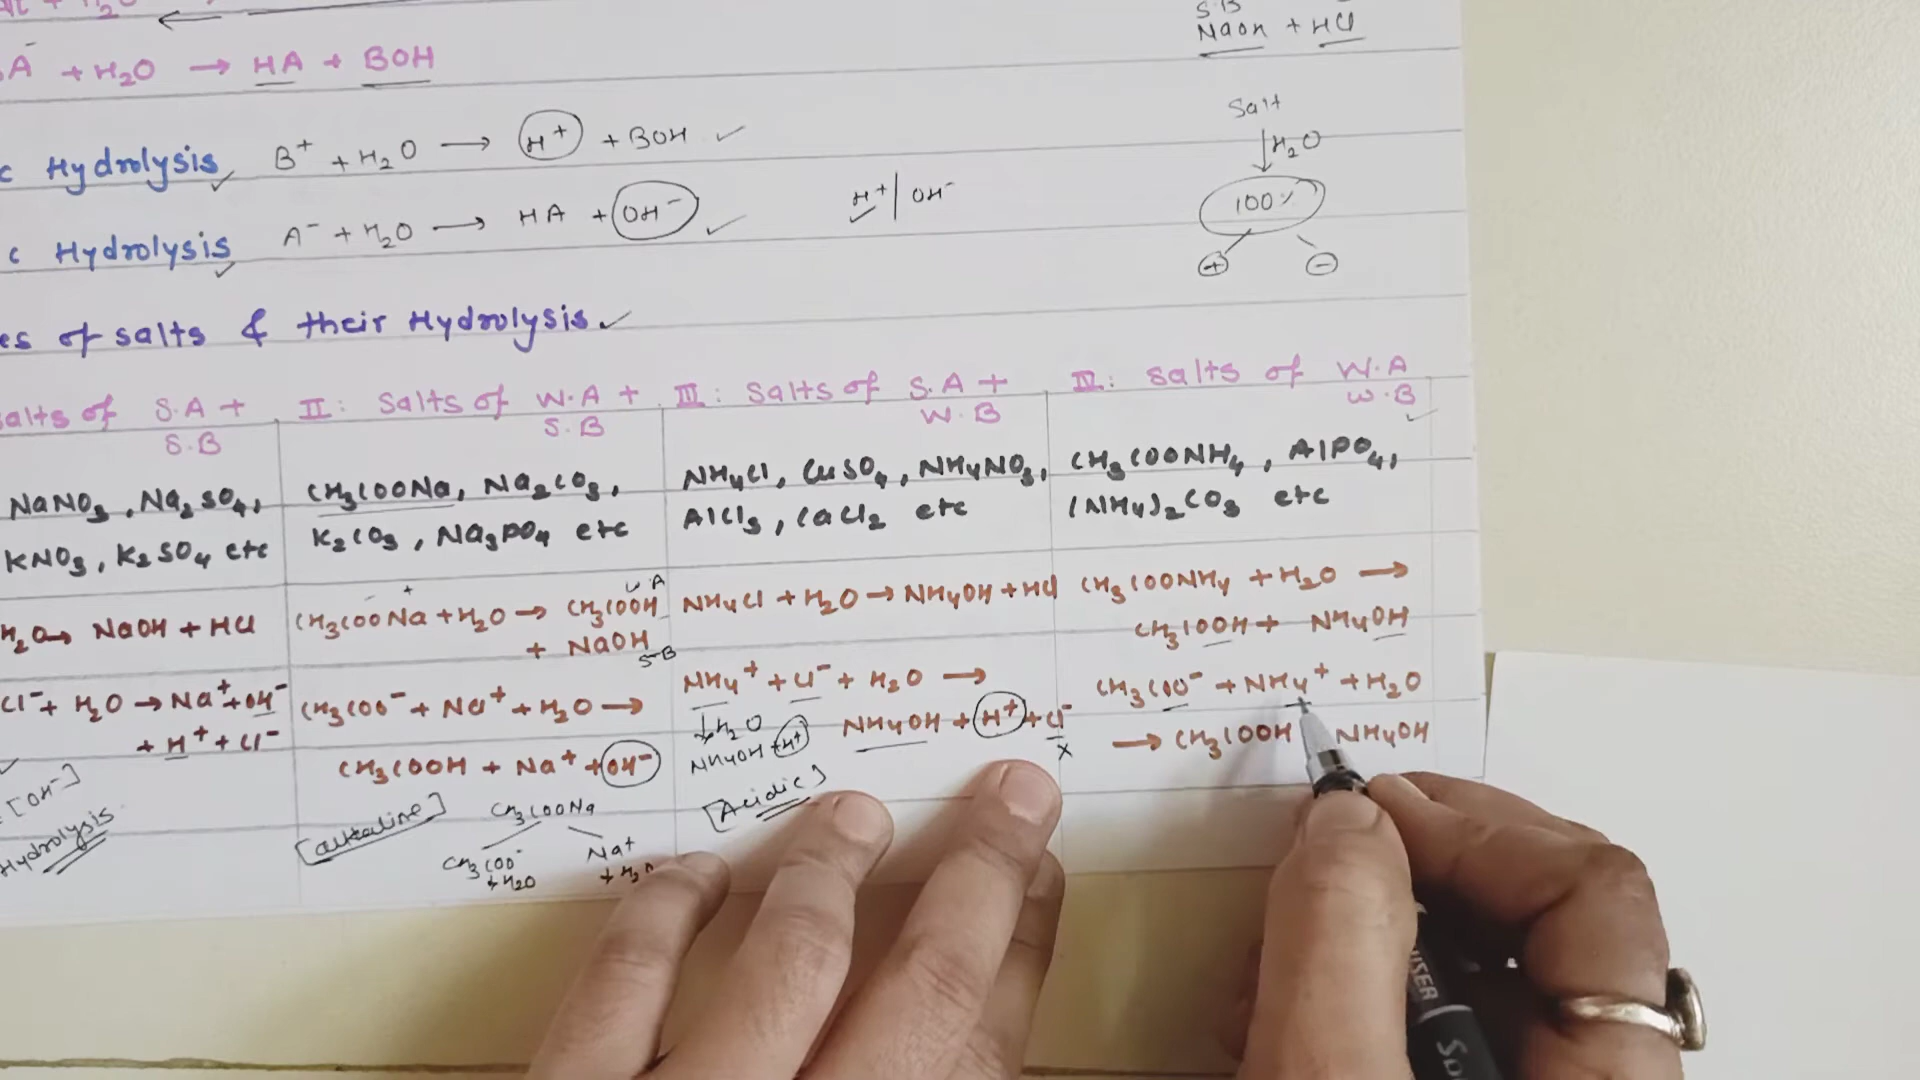 S.B
NaOH + HCl
A⁻ + H₂O → HA + BOH
Salt
c Hydrolysis B⁺ + H₂O → H⁺ + BOH
↓H₂O
c Hydrolysis A⁻ + H₂O → HA + OH⁻
H⁺ / OH⁻
100%
+ −
es of salts & their Hydrolysis
salts of S.A + S.B
NaNO₃, Na₂SO₄,
KNO₃, K₂SO₄ etc
H₂O → NaOH + HCl
Cl⁻ + H₂O → Na⁺ + OH⁻
+ H⁺ + Cl⁻
[OH⁻]
Hydrolysis
II: Salts of W.A + S.B
CH₃COONa, Na₂CO₃,
K₂CO₃, Na₃PO₄ etc
CH₃COO⁻Na⁺ + H₂O → CH₃COOH W.A
+ NaOH S-B
CH₃COO⁻ + Na⁺ + H₂O →
CH₃COOH + Na⁺ + OH⁻
[alkaline]
CH₃COONa
CH₃COO⁻ Na⁺
+H₂O +H₂O
III: Salts of S.A + W.B
NH₄Cl, CuSO₄, NH₄NO₃,
AlCl₃, CaCl₂ etc
NH₄Cl + H₂O → NH₄OH + HCl
NH₄⁺ + Cl⁻ + H₂O →
↓H₂O
NH₄OH + H⁺ + Cl⁻
NH₄OH + H⁺
x
[Acidic]
IV: Salts of W.A W.B
CH₃COONH₄, AlPO₄,
(NH₄)₂CO₃ etc
CH₃COONH₄ + H₂O →
CH₃COOH + NH₄OH
CH₃COO⁻ + NH₄⁺ + H₂O
→ CH₃COOH NH₄OH